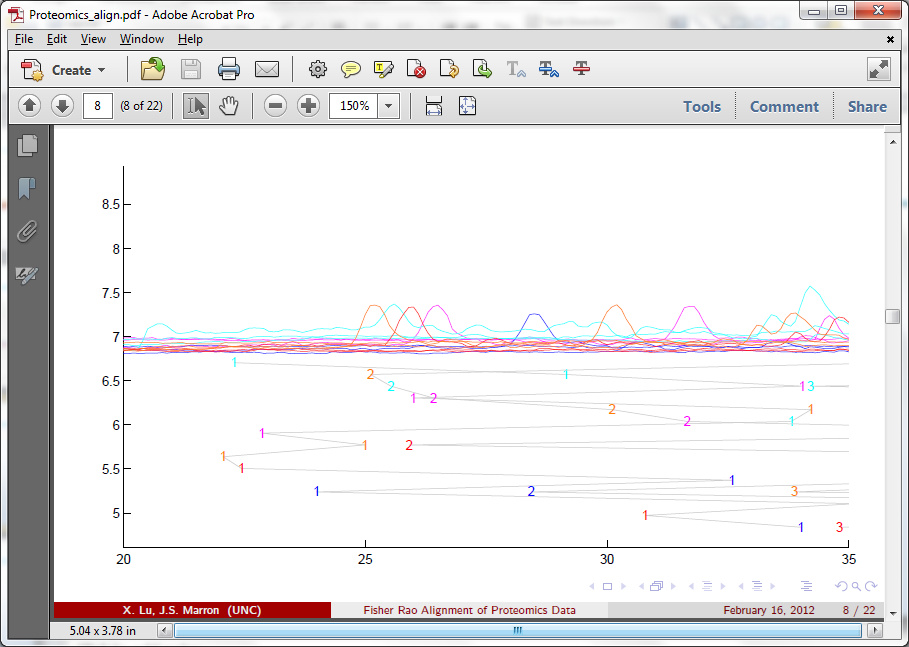 Proteomics_align.pdf - Adobe Acrobat Pro
File Edit View Window Help
Create
8 (8 of 22) 150% Tools Comment Share
8.5
8
7.5
7
6.5
6
5.5
5
1
2 1
2 1 3
1 2
2 1
2 1
1
1 2
1
1
1
1 2 3
1
1 3
20 25 30 35
X. Lu, J.S. Marron (UNC) Fisher Rao Alignment of Proteomics Data February 16, 2012 8 / 22
5.04 x 3.78 in